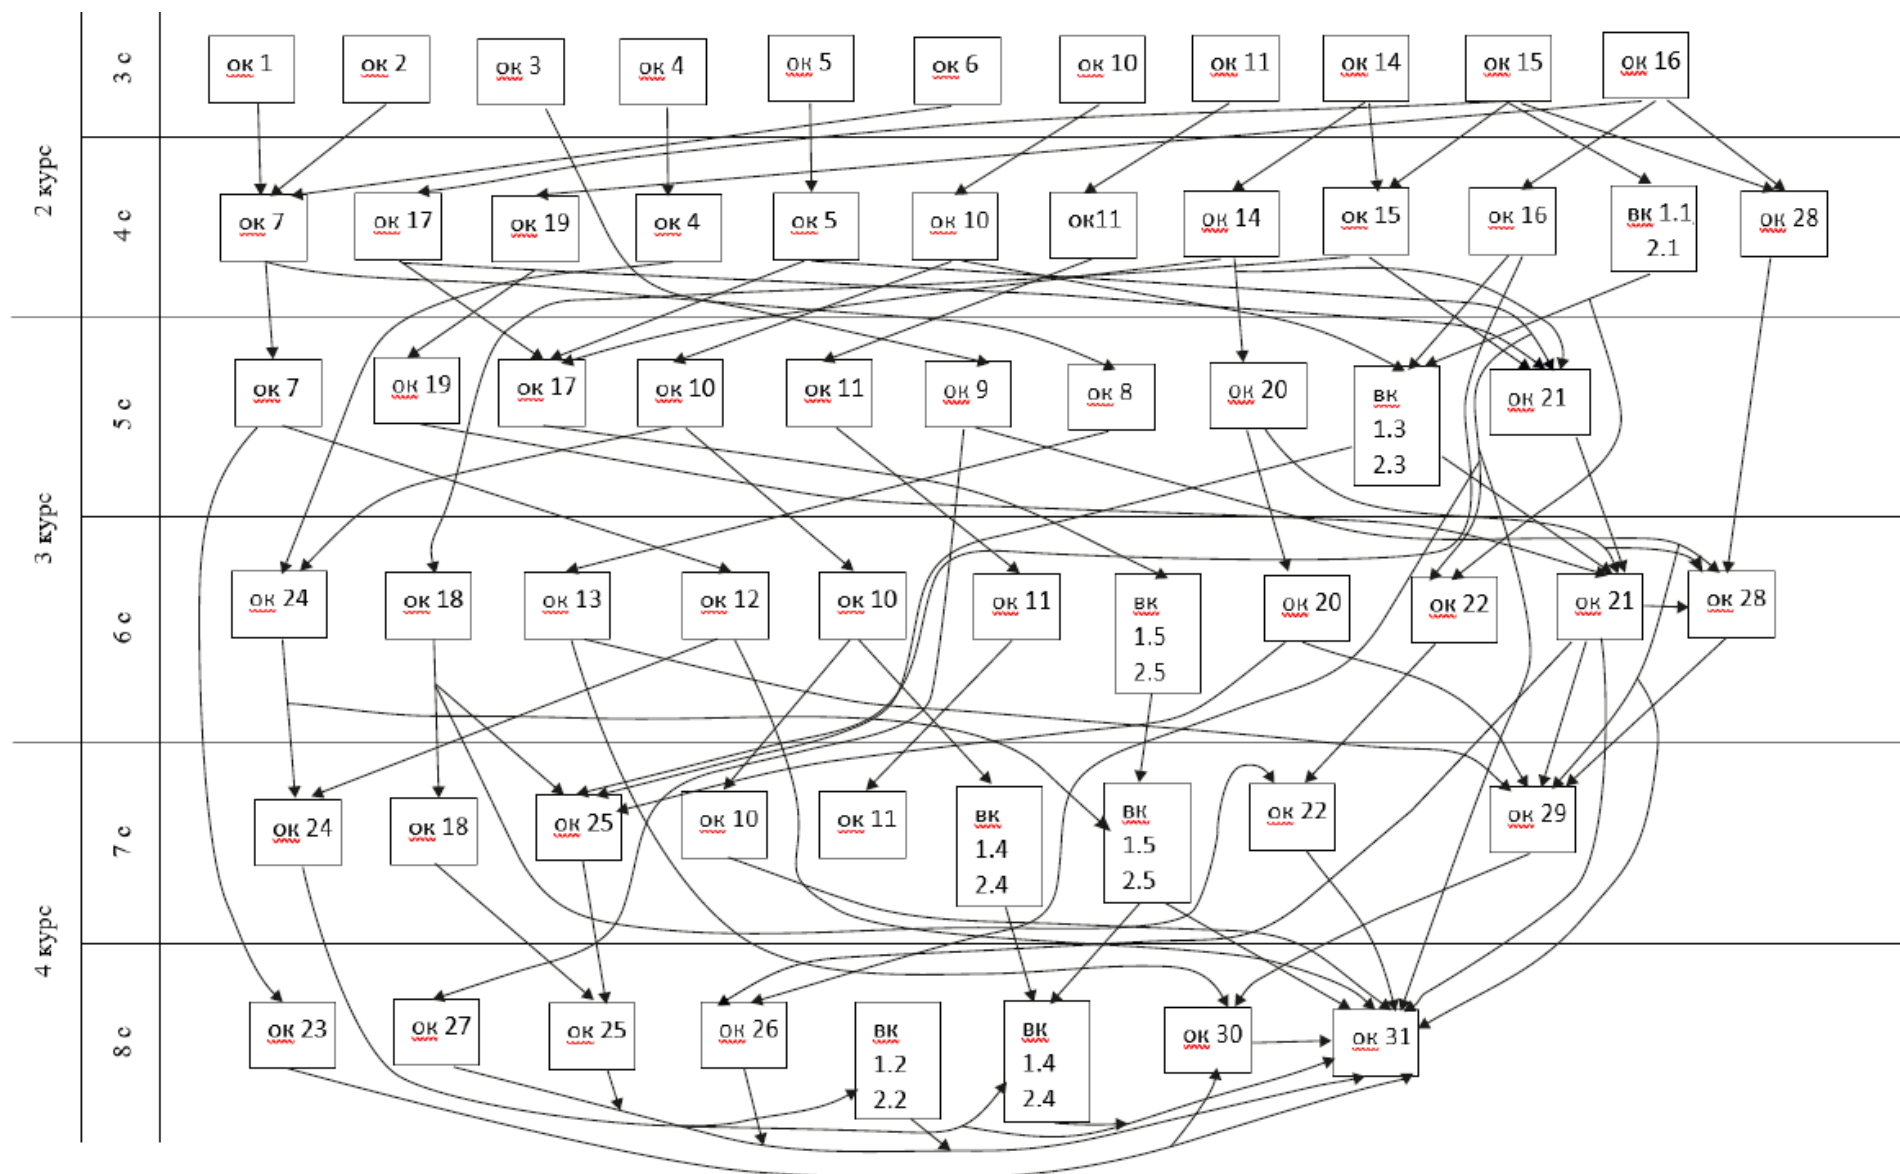 2 курс
3 с
ок 1
ок 2
ок 3
ок 4
ок 5
ок 6
ок 10
ок 11
ок 14
ок 15
ок 16
4 с
ок 7
ок 17
ок 19
ок 4
ок 5
ок 10
ок11
ок 14
ок 15
ок 16
вк 1.1
2.1
ок 28
3 курс
5 с
ок 7
ок 19
ок 17
ок 10
ок 11
ок 9
ок 8
ок 20
вк
1.3
2.3
ок 21
6 с
ок 24
ок 18
ок 13
ок 12
ок 10
ок 11
вк
1.5
2.5
ок 20
ок 22
ок 21
ок 28
4 курс
7 с
ок 24
ок 18
ок 25
ок 10
ок 11
вк
1.4
2.4
вк
1.5
2.5
ок 22
ок 29
8 с
ок 23
ок 27
ок 25
ок 26
вк
1.2
2.2
вк
1.4
2.4
ок 30
ок 31